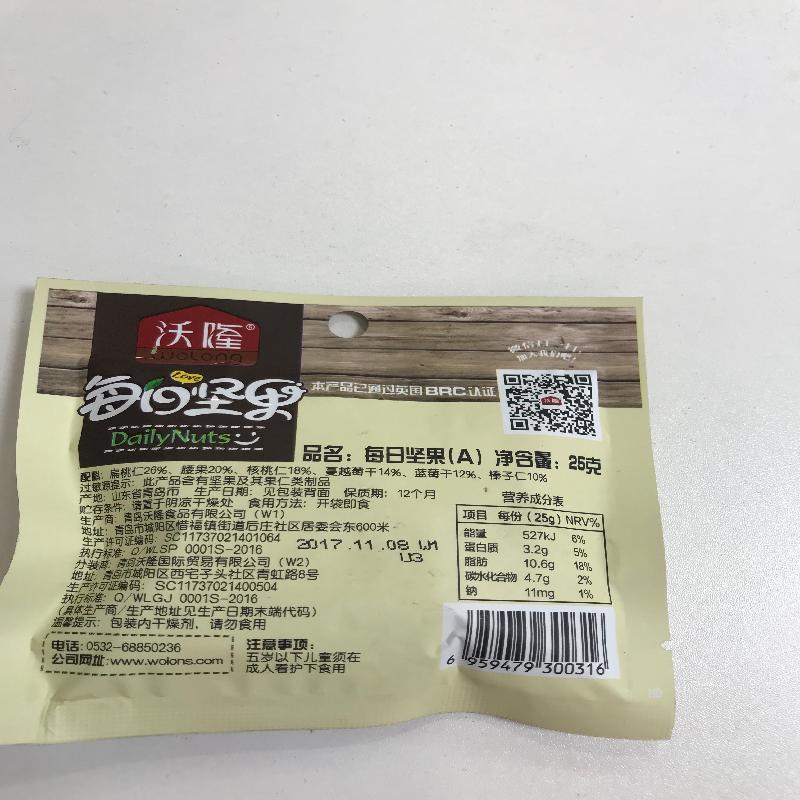 沃隆®
WOLONG
LOVE
每日坚果
DailyNuts
本产品已通过英国BRC认证
微信扫一扫
加入我们吧!
沃隆
品名：每日坚果(A) 净含量：25克
配料：扁桃仁26%、腰果20%、核桃仁18%、蔓越莓干14%、蓝莓干12%、榛子仁10%
过敏源提示：此产品含有坚果及其果仁类制品
产地：山东省青岛市 生产日期：见包装背面 保质期：12个月
贮存条件：请置于阴凉干燥处 食用方法：开袋即食
生产商：青岛沃隆食品有限公司（W1）
地址：青岛市城阳区惜福镇街道后庄社区居委会东600米
生产许可证编码：SC11737021401064
执行标准：Q/WLSP 0001S-2016
分装商：青岛沃隆国际贸易有限公司（W2）
地址：青岛市城阳区西宅子头社区青虹路8号
生产许可证编码：SC11737021400504
执行标准：Q/WLGJ 0001S-2016
(具体生产商/生产地址见生产日期末端代码)
温馨提示：包装内干燥剂，请勿食用
2017.11.08
电话：0532-68850236
公司网址：www.wolons.com
注意事项：
五岁以下儿童须在
成人看护下食用
营养成分表
项目 每份（25g） NRV%
能量 527kJ 6%
蛋白质 3.2g 5%
脂肪 10.6g 18%
碳水化合物 4.7g 2%
钠 11mg 1%
6 959479 300316